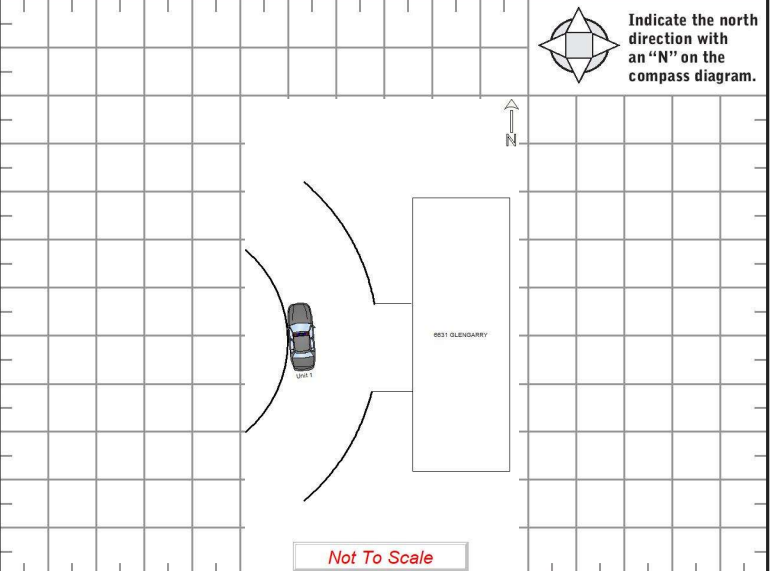 Indicate the north
direction with
an “N” on the
compass diagram.
N
6631 GLENGARRY
Unit 1
Not To Scale